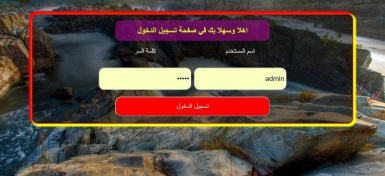 اهلا وسهلا بك في صفحة تسجيل الدخول
اسم المستخدم كلمة السر
admin •••••
تسجيل الدخول